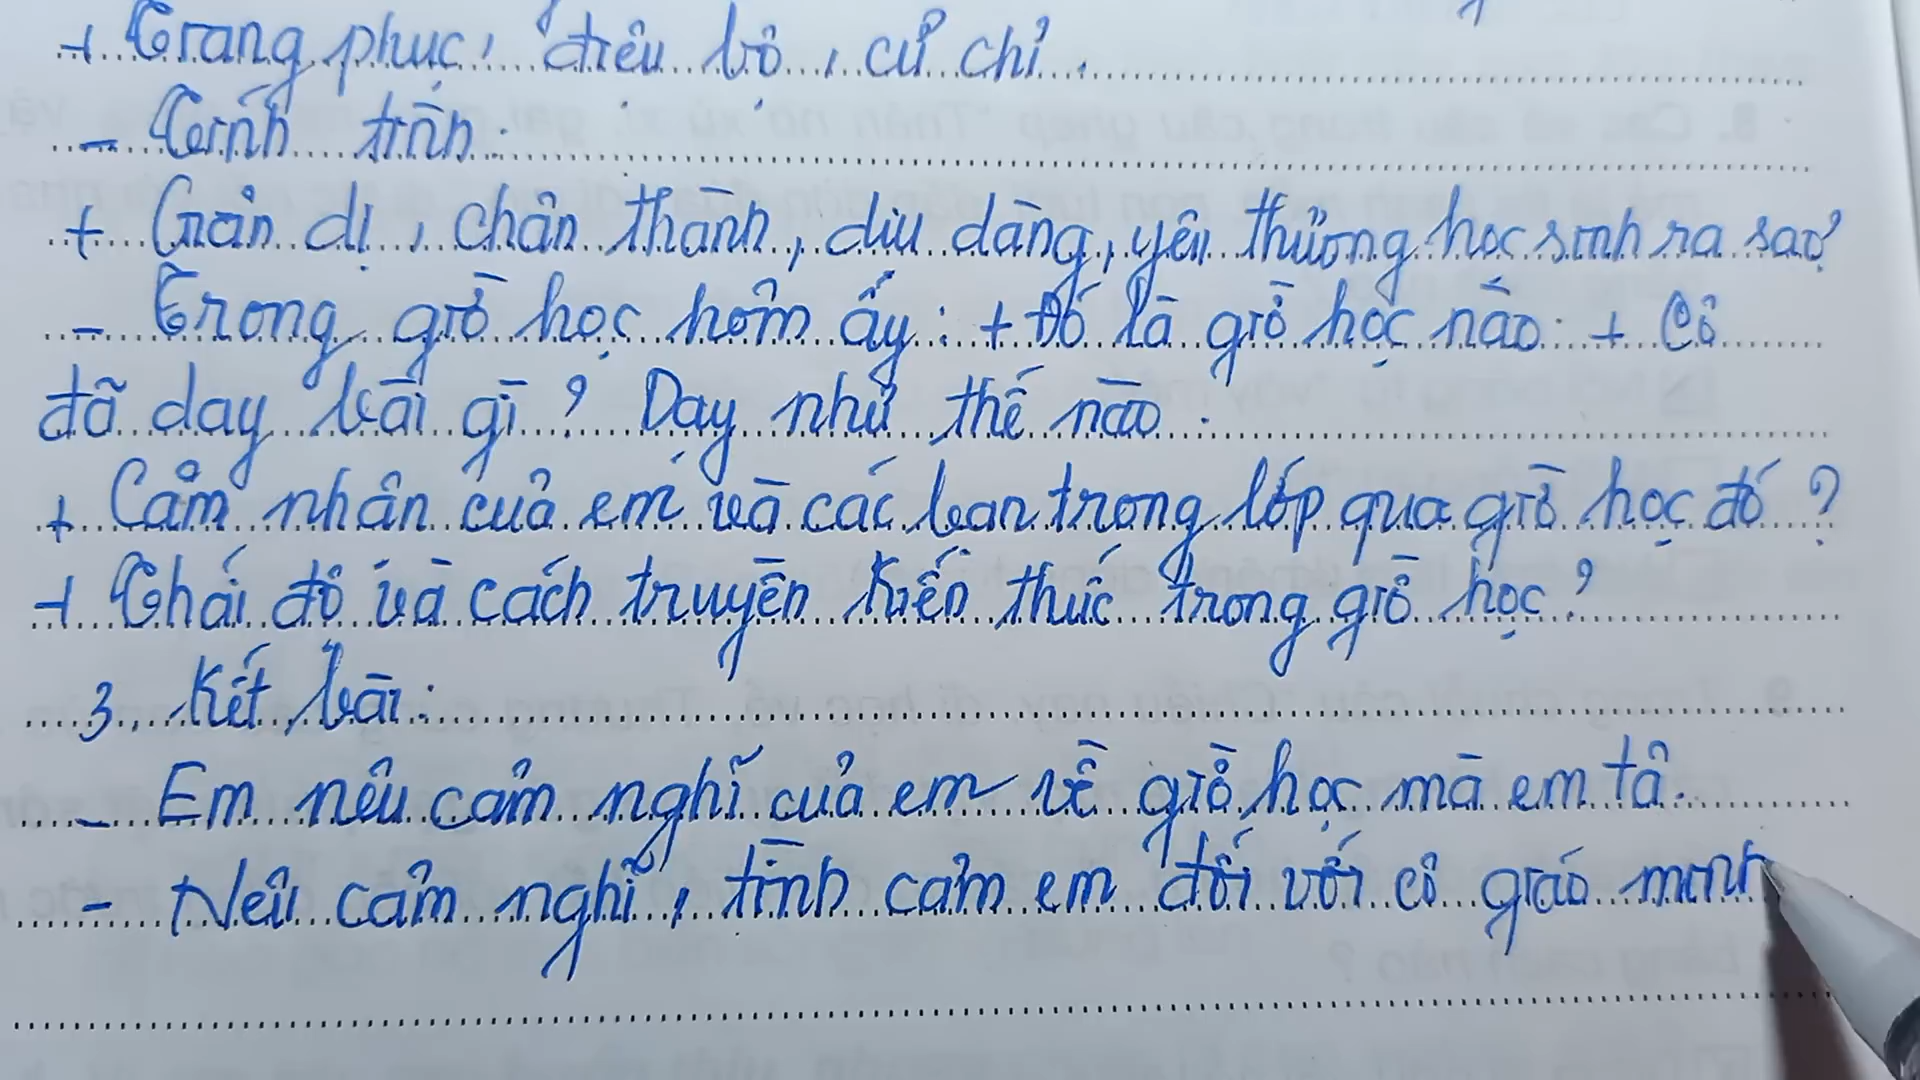 + Trang phục, điệu bộ, cử chỉ.
- Tính tình:
+ Giản dị, chân thành, dịu dàng, yêu thương học sinh ra sao?
- Trong giờ học hôm ấy: + Đó là giờ học nào: + Cô
đã dạy bài gì? Dạy như thế nào.
+ Cảm nhận của em và các bạn trong lớp qua giờ học đó?
+ Thái độ và cách truyền kiến thức trong giờ học?
3. Kết bài:
- Em nêu cảm nghĩ của em về giờ học mà em tả.
- Nêu cảm nghĩ, tình cảm em đối với cô giáo mình